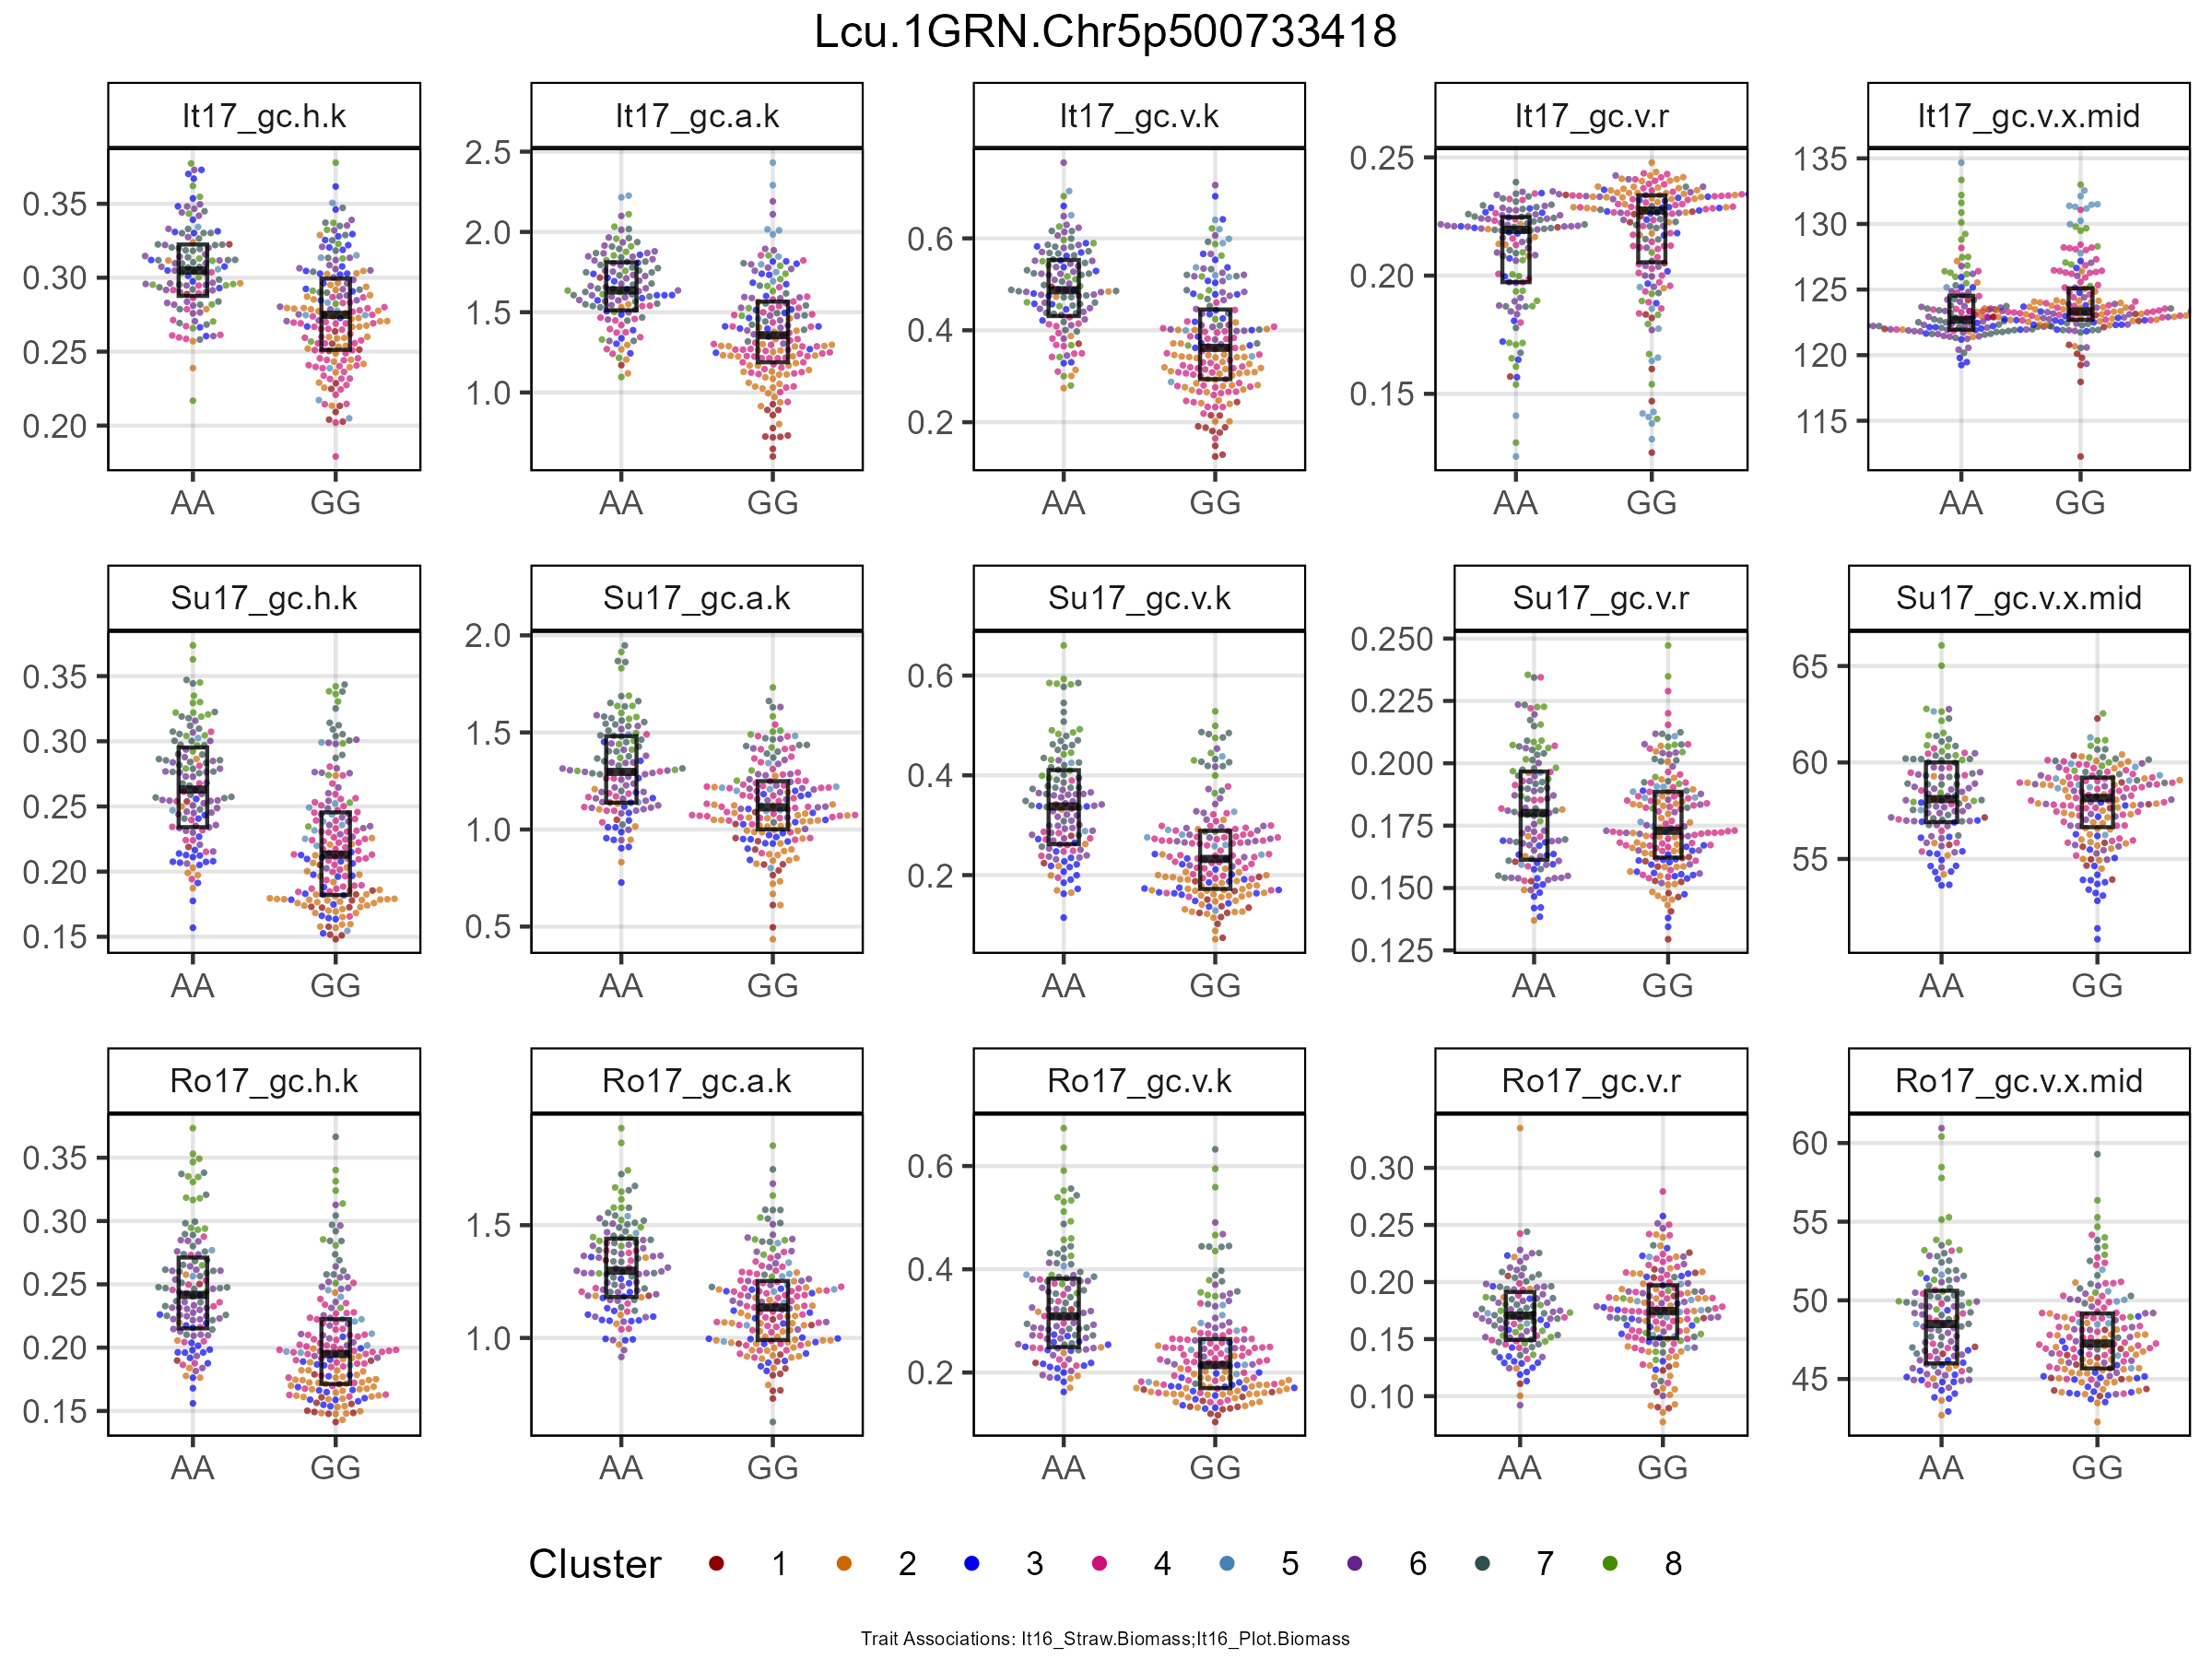 Lcu.1GRN.Chr5p500733418
It17_gc.h.k
It17_gc.a.k
It17_gc.v.k
It17_gc.v.r
It17_gc.v.x.mid
0.35
0.30
0.25
0.20
AA GG
2.5
2.0
1.5
1.0
AA GG
0.6
0.4
0.2
AA GG
0.25
0.20
0.15
AA GG
135
130
125
120
115
AA GG
Su17_gc.h.k
Su17_gc.a.k
Su17_gc.v.k
Su17_gc.v.r
Su17_gc.v.x.mid
0.35
0.30
0.25
0.20
0.15
AA GG
2.0
1.5
1.0
0.5
AA GG
0.6
0.4
0.2
AA GG
0.250
0.225
0.200
0.175
0.150
0.125
AA GG
65
60
55
AA GG
Ro17_gc.h.k
Ro17_gc.a.k
Ro17_gc.v.k
Ro17_gc.v.r
Ro17_gc.v.x.mid
0.35
0.30
0.25
0.20
0.15
AA GG
1.5
1.0
AA GG
0.6
0.4
0.2
AA GG
0.30
0.25
0.20
0.15
0.10
AA GG
60
55
50
45
AA GG
Cluster 1 2 3 4 5 6 7 8
Trait Associations: It16_Straw.Biomass;It16_Plot.Biomass